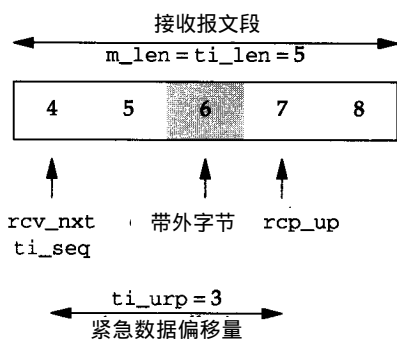 接收报文段
m_len=ti_len=5
4 5 6 7 8
rcv_nxt 带外字节 rcp_up
ti_seq
ti_urp=3
紧急数据偏移量